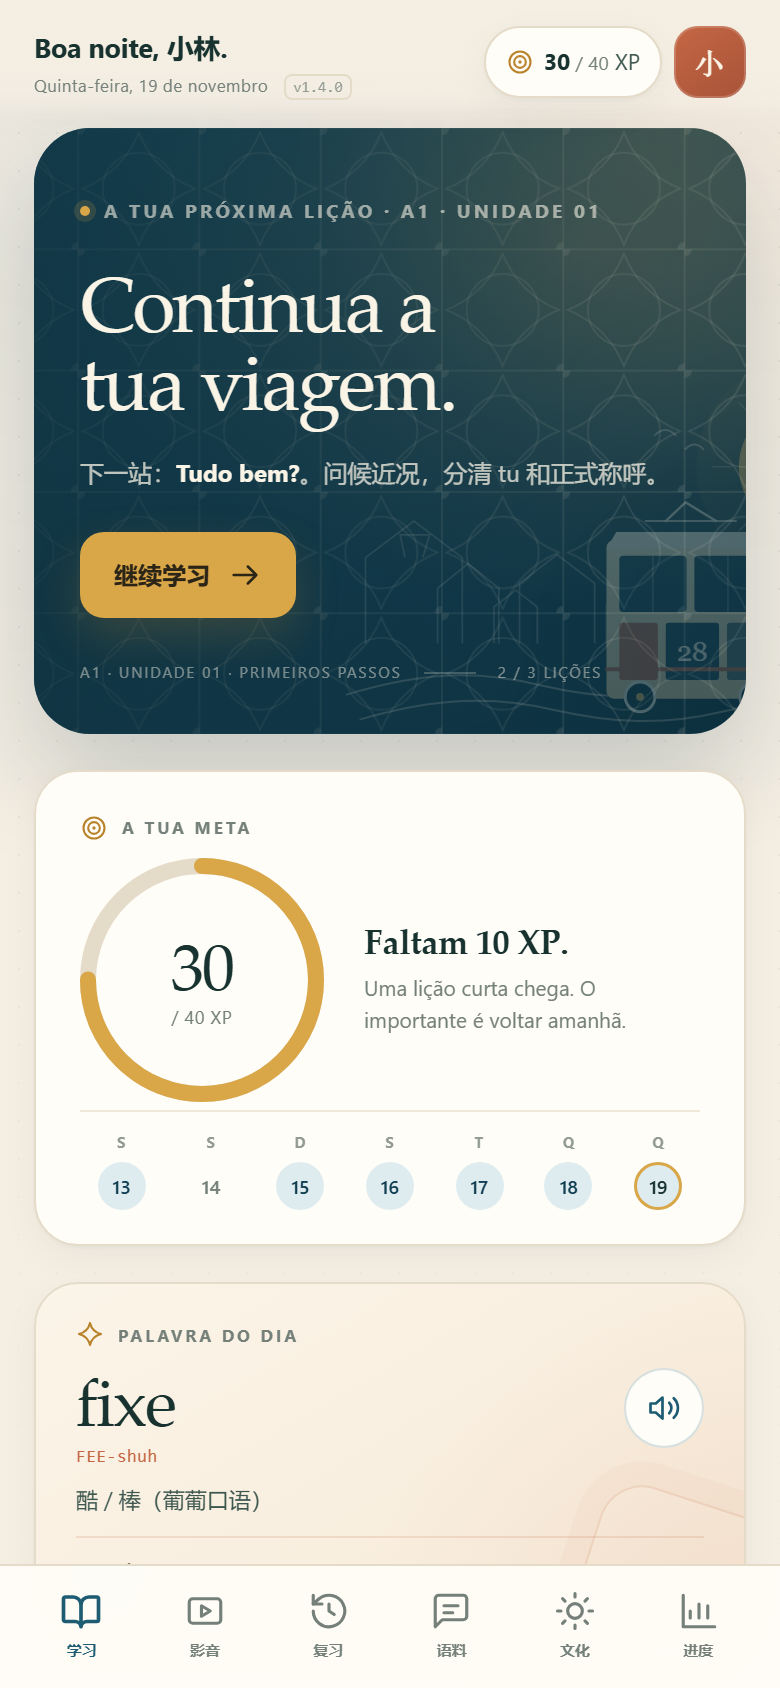 Boa noite, 小林.
30 / 40 XP
小
Quinta-feira, 19 de novembro v1.4.0
A TUA PRÓXIMA LIÇÃO · A1 · UNIDADE 01
Continua a
tua viagem.
下一站：Tudo bem?。问候近况，分清 tu 和正式称呼。
继续学习
28
A1 · UNIDADE 01 · PRIMEIROS PASSOS
2 / 3 LIÇÕES
A TUA META
30
/ 40 XP
Faltam 10 XP.
Uma lição curta chega. O
importante é voltar amanhã.
S S D S T Q Q
13 14 15 16 17 18 19
PALAVRA DO DIA
fixe
FEE-shuh
酷 / 棒（葡葡口语）
学习 影音 复习 语料 文化 进度